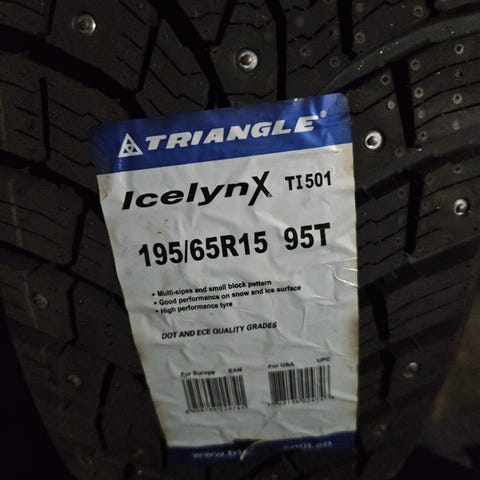 TRIANGLE®
IcelynX TI501
195/65R15 95T
• Multi-sipes and small block pattern
• Good performance on snow and ice surface
• High performance tyre
DOT AND ECE QUALITY GRADES
For Europe EAN For USA UPC